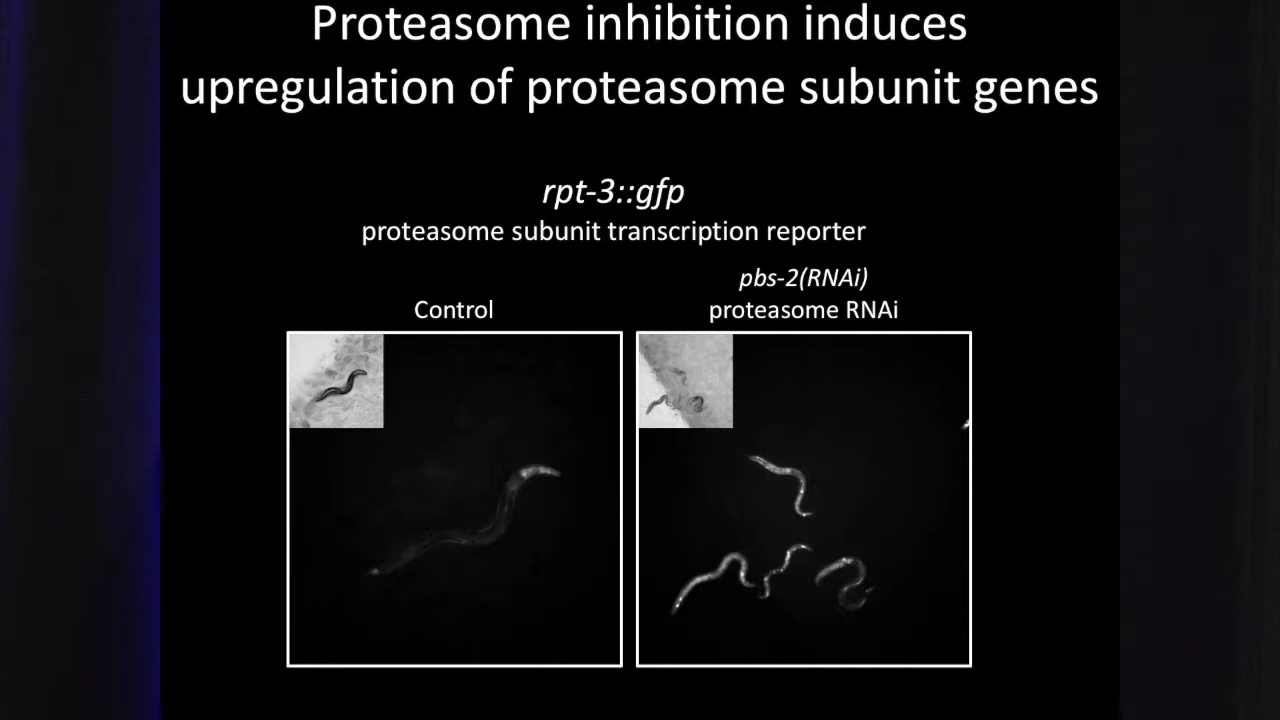 Proteasome inhibition induces
upregulation of proteasome subunit genes
rpt-3::gfp
proteasome subunit transcription reporter
Control
pbs-2(RNAi)
proteasome RNAi